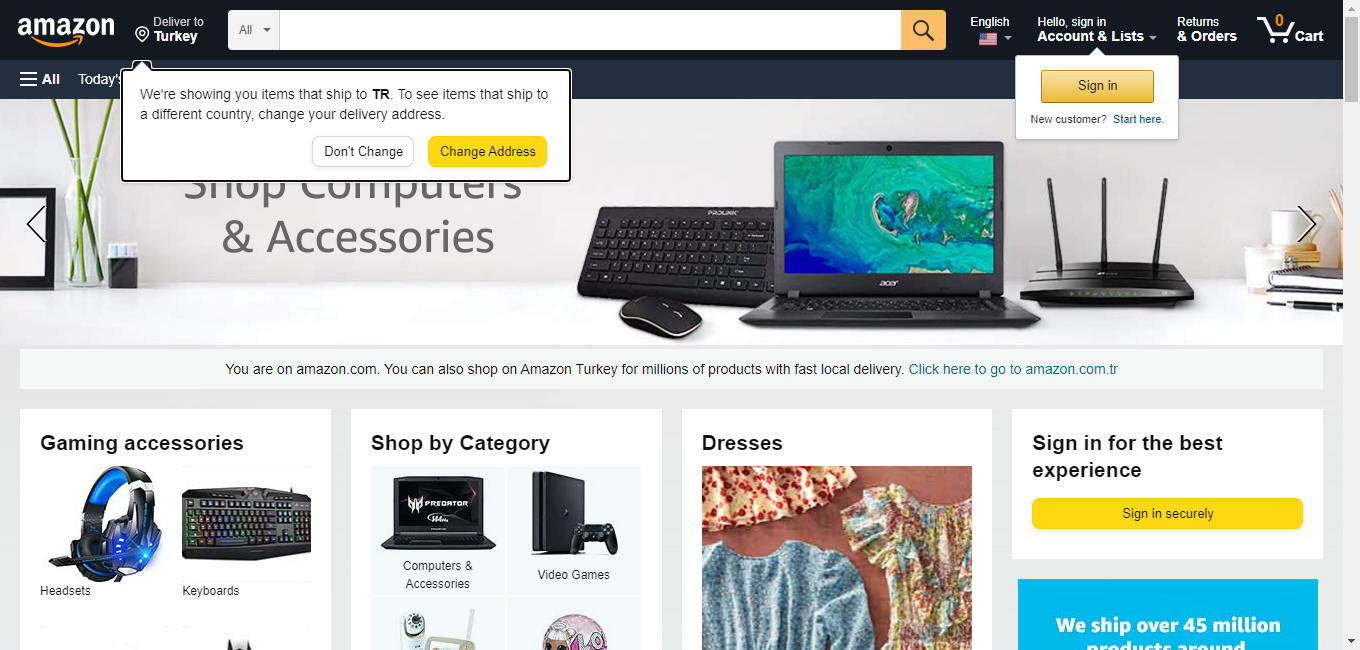 amazon
Deliver to
Turkey
All
English
Hello, sign in
Account & Lists
Returns
& Orders
0
Cart
All
Today's
Sign in
New customer? Start here.
We're showing you items that ship to TR. To see items that ship to
a different country, change your delivery address.
Don't Change
Change Address
Shop Computers
& Accessories
PROLINK
acer
You are on amazon.com. You can also shop on Amazon Turkey for millions of products with fast local delivery. Click here to go to amazon.com.tr
Gaming accessories
Headsets
Keyboards
Shop by Category
PREDATOR
Computers &
Accessories
Video Games
Dresses
Sign in for the best
experience
Sign in securely
We ship over 45 million
products around